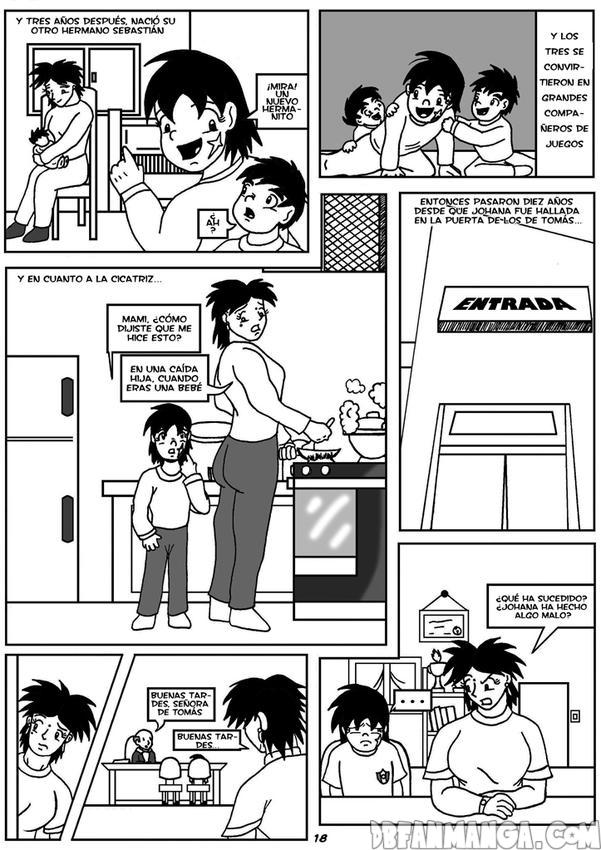 Y TRES AÑOS DESPUÉS, NACIÓ SU
OTRO HERMANO SEBASTIÁN
¡MIRA!
UN
NUEVO
HERMA-
NITO
¿
AH
?
Y LOS
TRES SE
CONVIR-
TIERON EN
GRANDES
COMPA-
ÑEROS DE
JUEGOS
Y EN CUANTO A LA CICATRIZ...
MAMI, ¿CÓMO
DIJISTE QUE ME
HICE ESTO?
EN UNA CAÍDA
HIJA, CUANDO
ERAS UNA BEBÉ
ENTONCES PASARON DIEZ AÑOS
DESDE QUE JOHANA FUE HALLADA
EN LA PUERTA DE LOS DE TOMÁS...
ENTRADA
BUENAS TAR-
DES, SEÑORA
DE TOMÁS
BUENAS TAR-
DES...
¿QUÉ HA SUCEDIDO?
¿JOHANA HA HECHO
ALGO MALO?
...
18
DBFANMANGA.COM